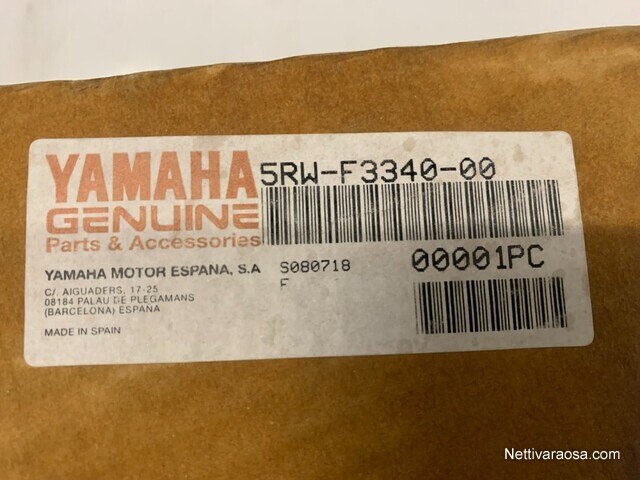 YAMAHA
GENUINE
Parts & Accessories
5RW-F3340-00
YAMAHA MOTOR ESPANA, S.A
C/. AIGUADERS, 17-25
08184 PALAU DE PLEGAMANS
(BARCELONA) ESPANA
MADE IN SPAIN
S080718
F
00001PC
Nettivaraosa.com